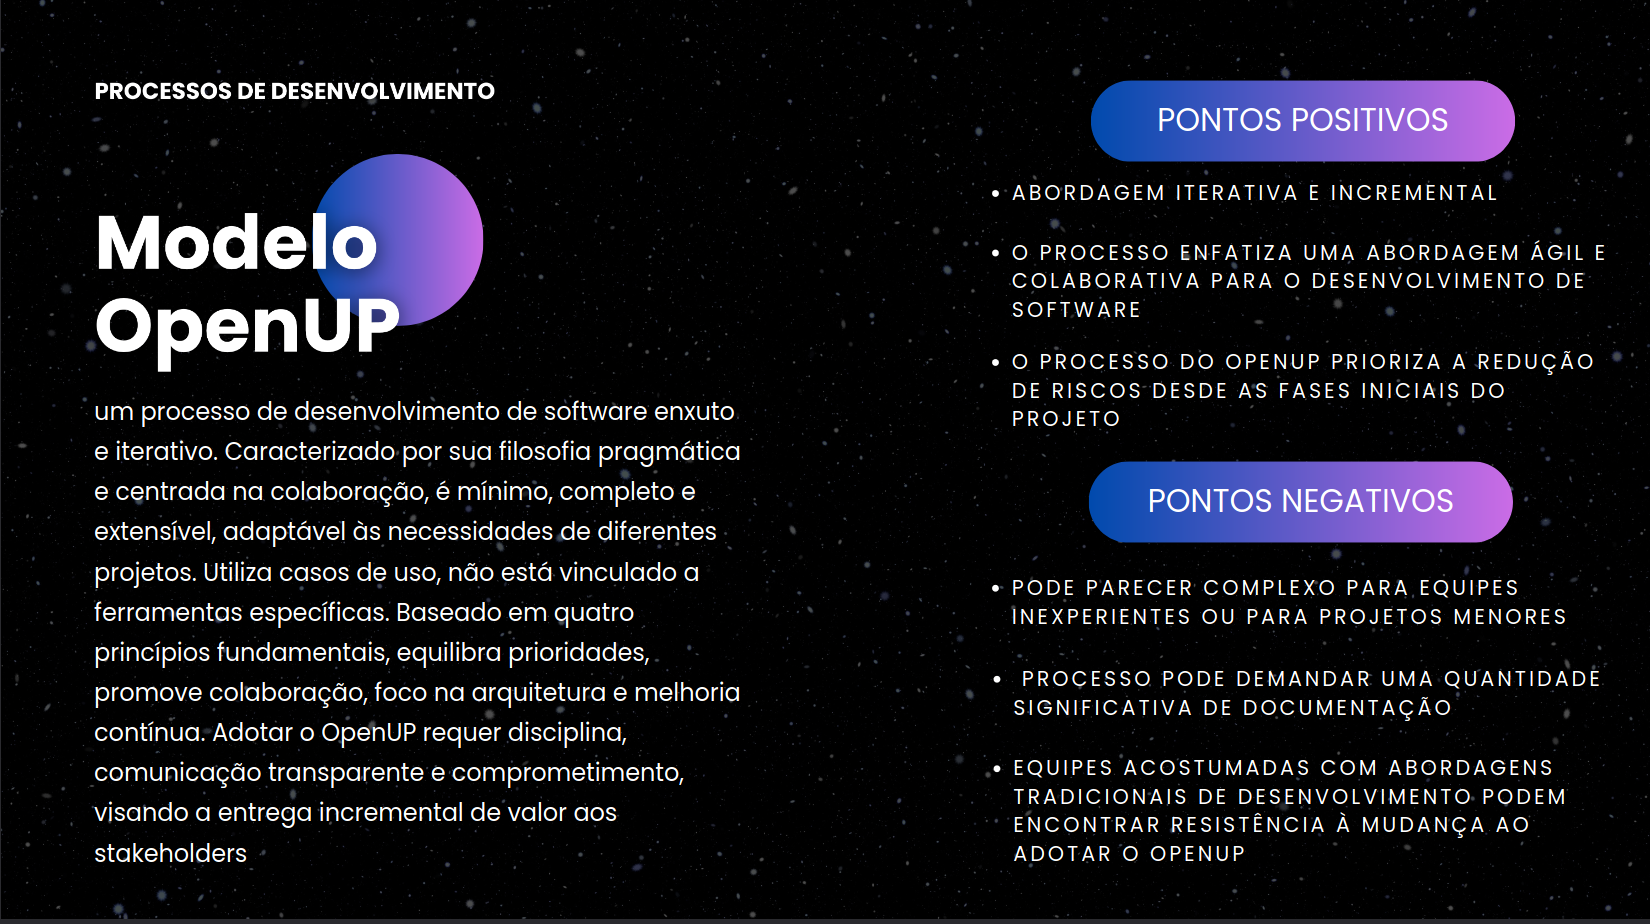 PROCESSOS DE DESENVOLVIMENTO
Modelo
OpenUP
um processo de desenvolvimento de software enxuto
e iterativo. Caracterizado por sua filosofia pragmática
e centrada na colaboração, é mínimo, completo e
extensível, adaptável às necessidades de diferentes
projetos. Utiliza casos de uso, não está vinculado a
ferramentas específicas. Baseado em quatro
princípios fundamentais, equilibra prioridades,
promove colaboração, foco na arquitetura e melhoria
contínua. Adotar o OpenUP requer disciplina,
comunicação transparente e comprometimento,
visando a entrega incremental de valor aos
stakeholders
PONTOS POSITIVOS
• ABORDAGEM ITERATIVA E INCREMENTAL
• O PROCESSO ENFATIZA UMA ABORDAGEM ÁGIL E
COLABORATIVA PARA O DESENVOLVIMENTO DE
SOFTWARE
• O PROCESSO DO OPENUP PRIORIZA A REDUÇÃO
DE RISCOS DESDE AS FASES INICIAIS DO
PROJETO
PONTOS NEGATIVOS
• PODE PARECER COMPLEXO PARA EQUIPES
INEXPERIENTES OU PARA PROJETOS MENORES
• PROCESSO PODE DEMANDAR UMA QUANTIDADE
SIGNIFICATIVA DE DOCUMENTAÇÃO
• EQUIPES ACOSTUMADAS COM ABORDAGENS
TRADICIONAIS DE DESENVOLVIMENTO PODEM
ENCONTRAR RESISTÊNCIA À MUDANÇA AO
ADOTAR O OPENUP